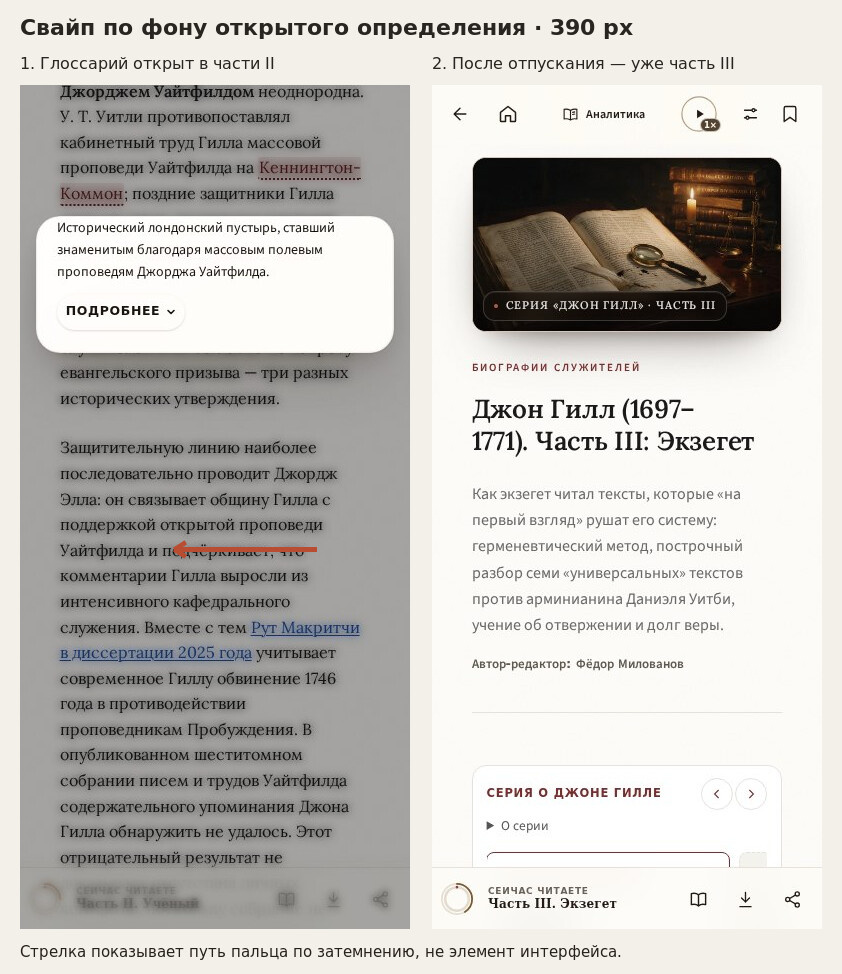 Свайп по фону открытого определения · 390 px
1. Глоссарий открыт в части II
Джорджем Уайтфилдом неоднородна.
У. Т. Уитли противопоставлял
кабинетный труд Гилла массовой
проповеди Уайтфилда на Кеннингтон-
Коммон; поздние защитники Гилла
Исторический лондонский пустырь, ставший
знаменитым благодаря массовым полевым
проповедям Джорджа Уайтфилда.
ПОДРОБНЕЕ
евангельского призыва — три разных
исторических утверждения.
Защитительную линию наиболее
последовательно проводит Джордж
Элла: он связывает общину Гилла с
поддержкой открытой проповеди
Уайтфилда и подчёркивает, что
комментарии Гилла выросли из
интенсивного кафедрального
служения. Вместе с тем Рут Макритчи
в диссертации 2025 года учитывает
современное Гиллу обвинение 1746
года в противодействии
проповедникам Пробуждения. В
опубликованном шеститомном
собрании писем и трудов Уайтфилда
содержательного упоминания Джона
Гилла обнаружить не удалось. Этот
отрицательный результат не
СЕЙЧАС ЧИТАЕТЕ
Часть II. Ученый
2. После отпускания — уже часть III
Аналитика
1×
СЕРИЯ «ДЖОН ГИЛЛ» · ЧАСТЬ III
БИОГРАФИИ СЛУЖИТЕЛЕЙ
Джон Гилл (1697–
1771). Часть III: Экзегет
Как экзегет читал тексты, которые «на
первый взгляд» рушат его систему:
герменевтический метод, построчный
разбор семи «универсальных» текстов
против арминианина Даниэля Уитби,
учение об отвержении и долг веры.
Автор-редактор: Фёдор Милованов
СЕРИЯ О ДЖОНЕ ГИЛЛЕ
О серии
СЕЙЧАС ЧИТАЕТЕ
Часть III. Экзегет
Стрелка показывает путь пальца по затемнению, не элемент интерфейса.